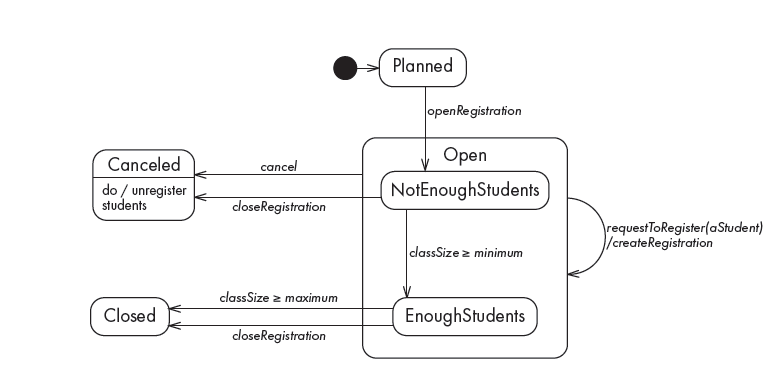 Planned
openRegistration
Open
Canceled
do / unregister
students
cancel
NotEnoughStudents
closeRegistration
requestToRegister(aStudent)
/createRegistration
classSize ≥ minimum
classSize ≥ maximum
Closed
EnoughStudents
closeRegistration